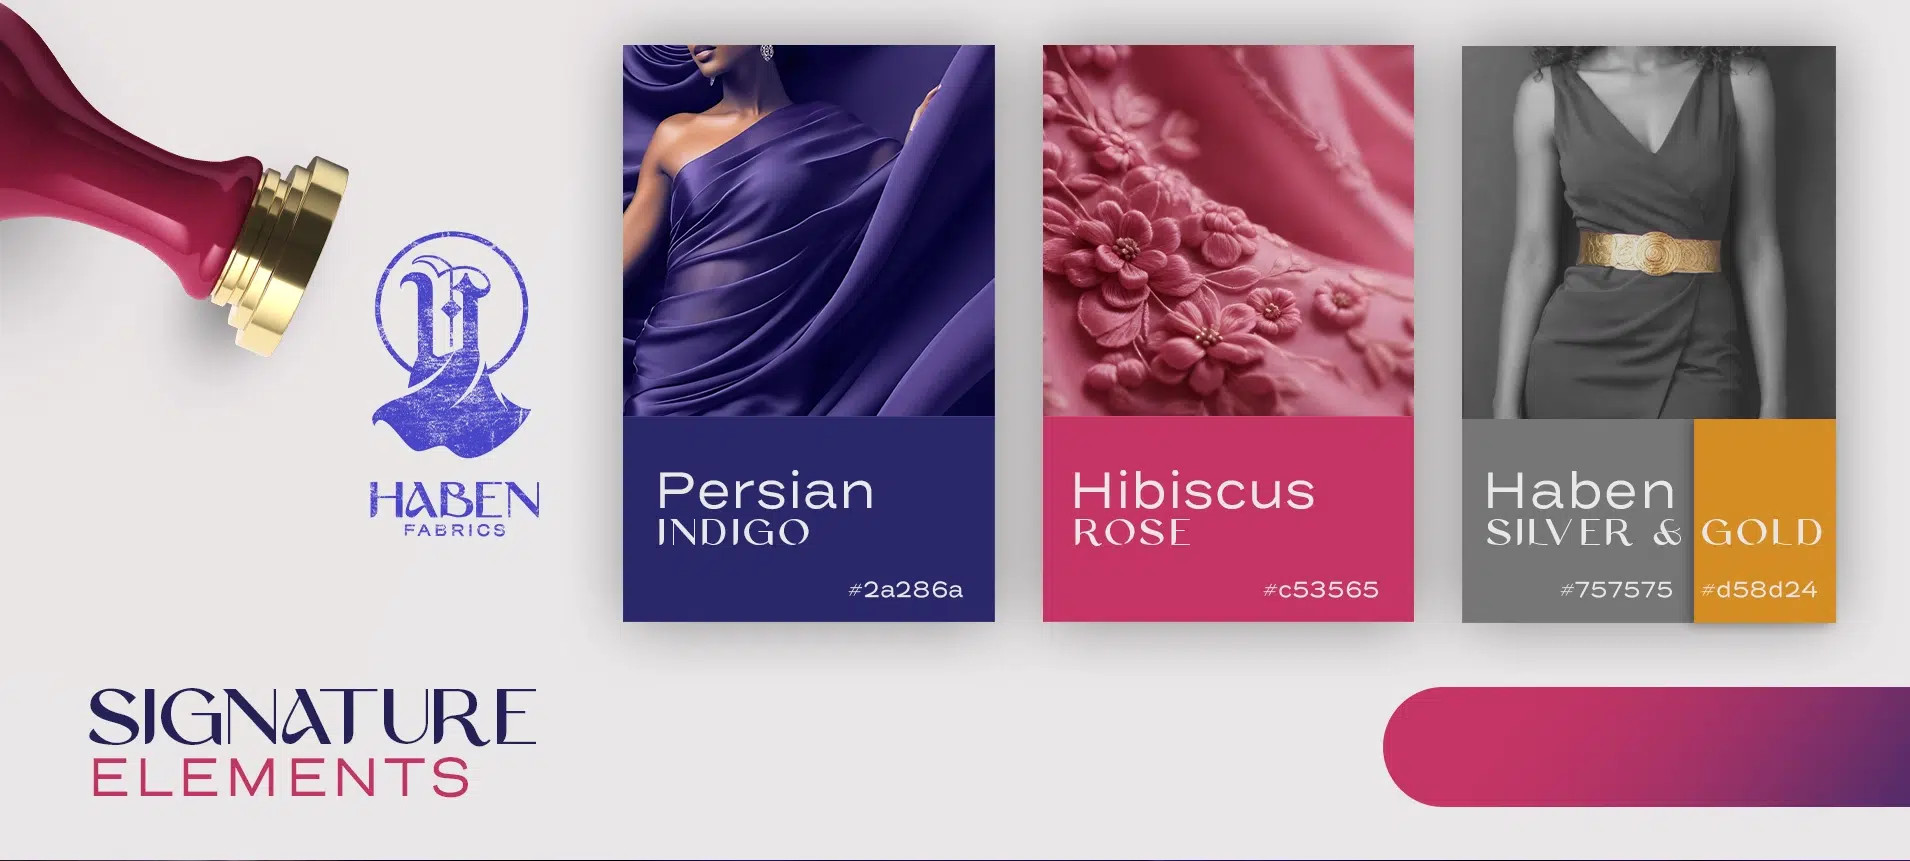 HABEN
FABRICS
Persian
INDIGO
#2a286a
Hibiscus
ROSE
#c53565
Haben
SILVER & GOLD
#757575 #d58d24
SIGNATURE
ELEMENTS